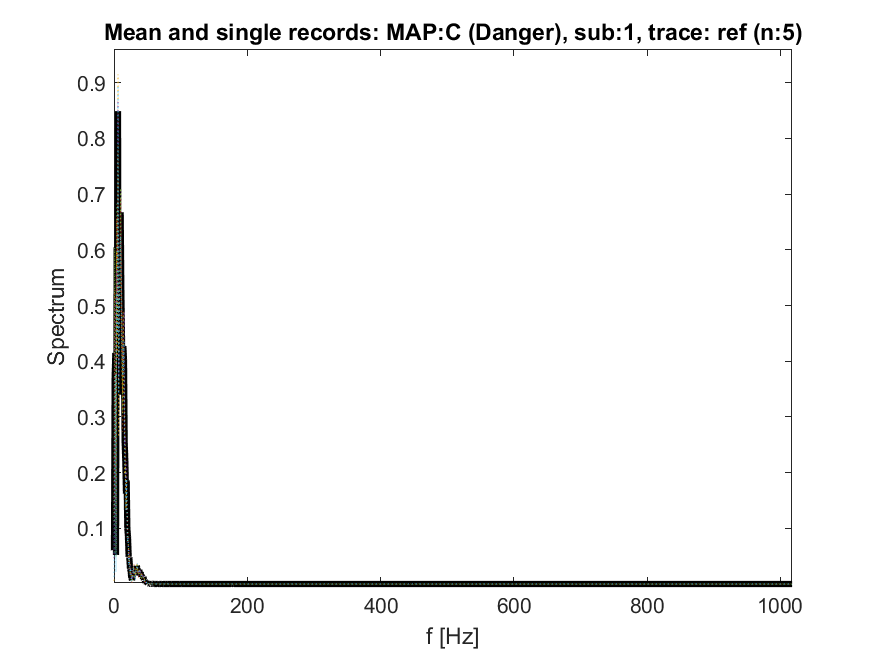 Mean and single records: MAP:C (Danger), sub:1, trace: ref (n:5)
0.9
0.8
0.7
0.6
0.5
0.4
0.3
0.2
0.1
Spectrum
0 200 400 600 800 1000
f [Hz]